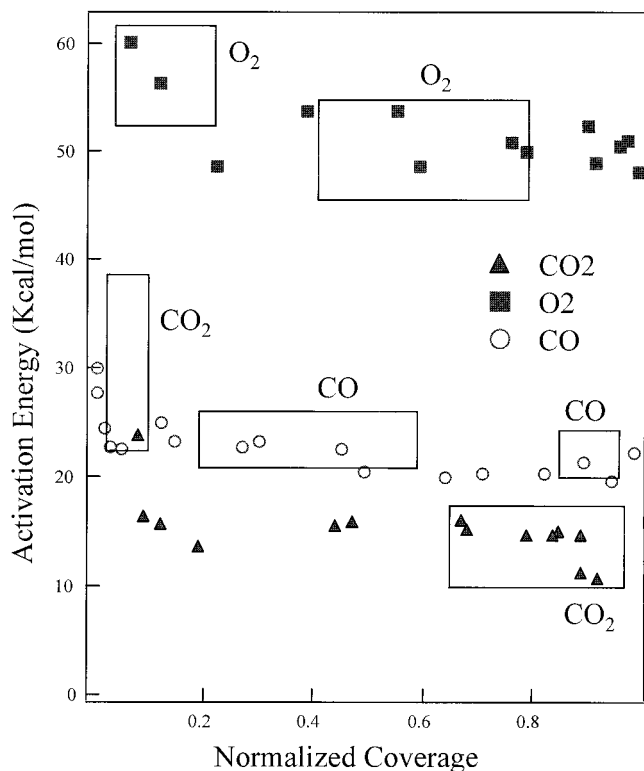 60
O₂
O₂
50
40
CO2
O2
CO
CO₂
30
CO
CO
20
10
CO₂
0
0.2 0.4 0.6 0.8
Normalized Coverage
Activation Energy (Kcal/mol)